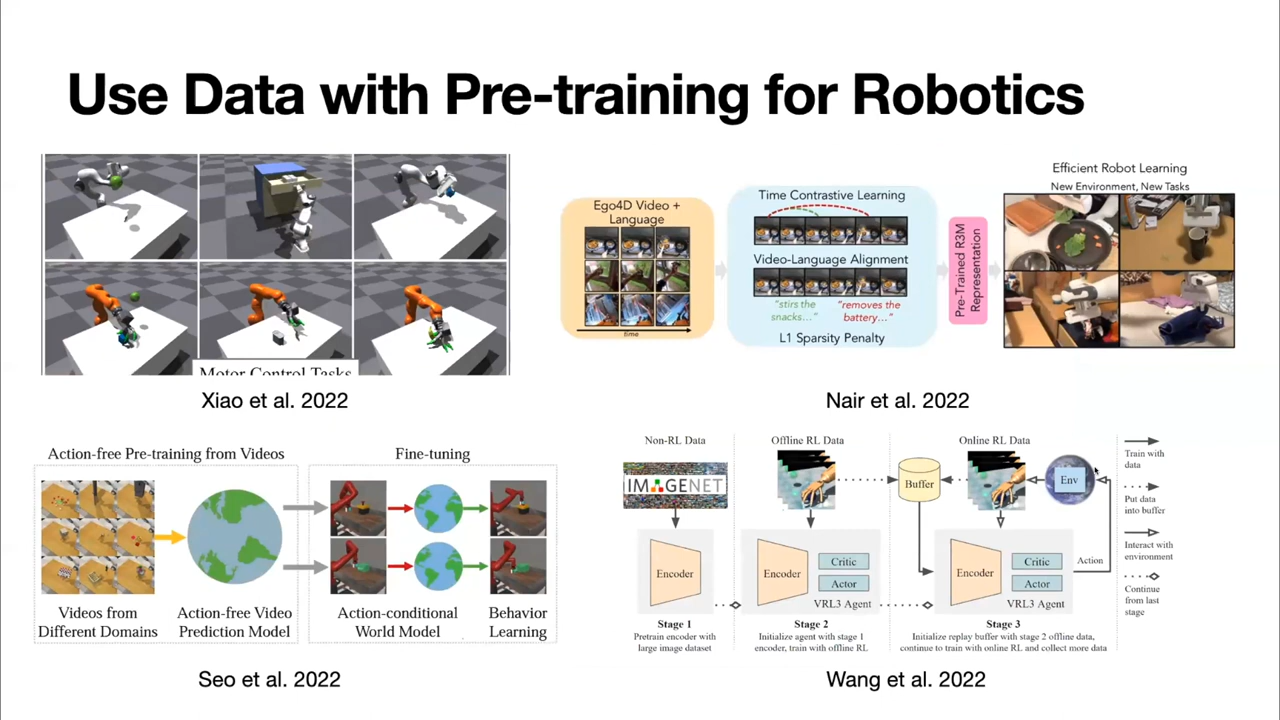 Use Data with Pre-training for Robotics
Motor Control Tasks
Xiao et al. 2022
Ego4D Video +
Language
time
Time Contrastive Learning
Video-Language Alignment
"stirs the
snacks..."
"removes the
battery..."
L1 Sparsity Penalty
Pre-Trained R3M
Representation
Efficient Robot Learning
New Environment, New Tasks
Nair et al. 2022
Action-free Pre-training from Videos
Fine-tuning
Videos from
Different Domains
Action-free Video
Prediction Model
Action-conditional
World Model
Behavior
Learning
Seo et al. 2022
Non-RL Data
IMAGENET
Encoder
Stage 1
Pretrain encoder with
large image dataset
Offline RL Data
Encoder
Critic
Actor
VRL3 Agent
Stage 2
Initialize agent with stage 1
encoder, train with offline RL
Online RL Data
Buffer
Env
Encoder
Critic
Actor
VRL3 Agent
Action
Stage 3
Initialize replay buffer with stage 2 offline data,
continue to train with online RL and collect more data
Train with
data
Put data
into buffer
Interact with
environment
Continue
from last
stage
Wang et al. 2022